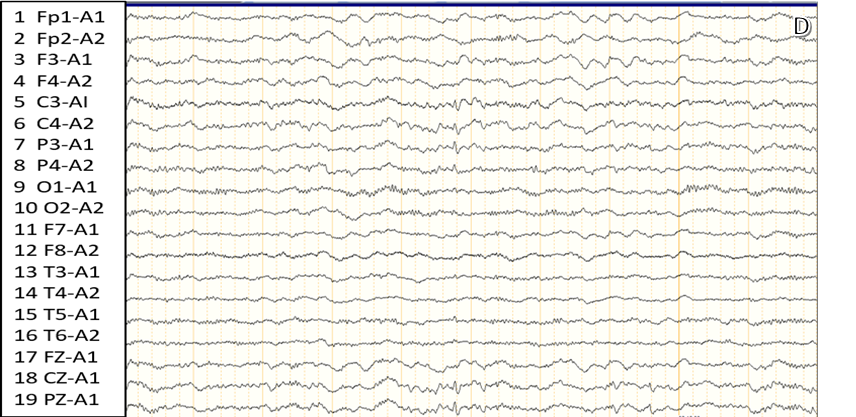 1 Fp1-A1
2 Fp2-A2
3 F3-A1
4 F4-A2
5 C3-AI
6 C4-A2
7 P3-A1
8 P4-A2
9 O1-A1
10 O2-A2
11 F7-A1
12 F8-A2
13 T3-A1
14 T4-A2
15 T5-A1
16 T6-A2
17 FZ-A1
18 CZ-A1
19 PZ-A1
D